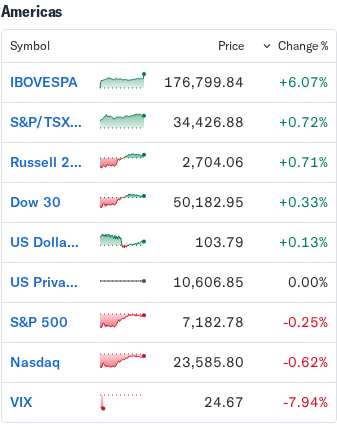 Americas
Symbol Price Change %
IBOVESPA 176,799.84 +6.07%
S&P/TSX... 34,426.88 +0.72%
Russell 2... 2,704.06 +0.71%
Dow 30 50,182.95 +0.33%
US Dolla... 103.79 +0.13%
US Priva... 10,606.85 0.00%
S&P 500 7,182.78 -0.25%
Nasdaq 23,585.80 -0.62%
VIX 24.67 -7.94%